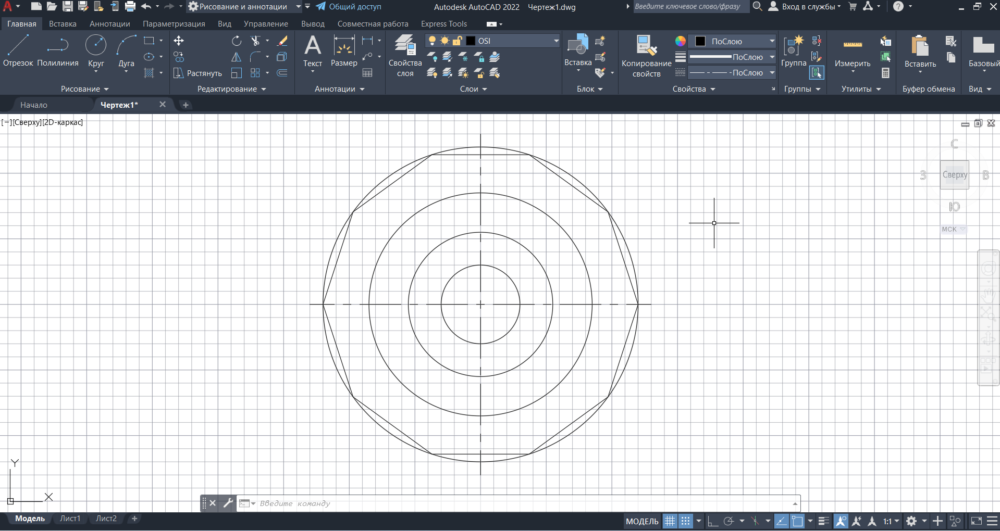 Рисование и аннотации
Общий доступ
Autodesk AutoCAD 2022 Чертеж1.dwg
Введите ключевое слово/фразу
Вход в службы
Главная Вставка Аннотации Параметризация Вид Управление Вывод Совместная работа Express Tools
Отрезок Полилиния Круг Дуга
Растянуть
Текст Размер
Свойства слоя
OSI
Вставка
Копирование свойств
ПоСлою
ПоСлою
ПоСлою
Группа
Измерить
Вставить
Базовый
Рисование Редактирование Аннотации Слои Блок Свойства Группы Утилиты Буфер обмена Вид
Начало Чертеж1*
[−][Сверху][2D-каркас]
С
З Сверху В
Ю
МСК
Y
X
Введите команду
Модель Лист1 Лист2
МОДЕЛЬ 1:1